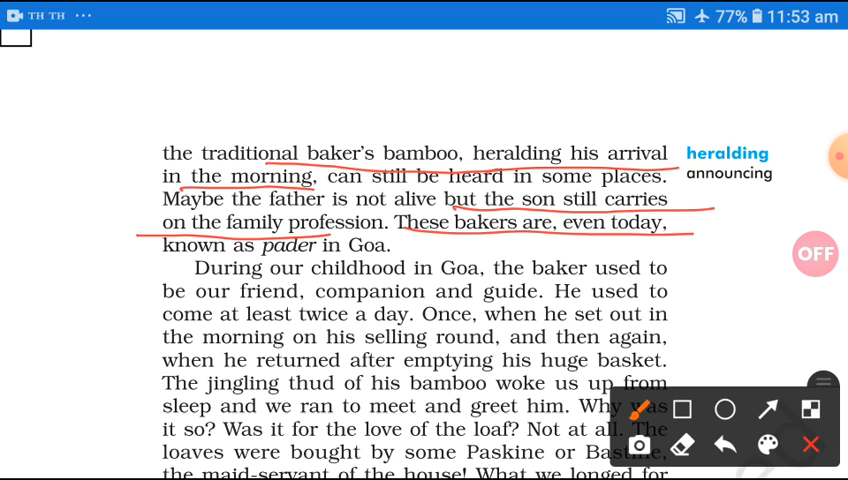 TH TH ... 77% 11:53 am
the traditional baker's bamboo, heralding his arrival
in the morning, can still be heard in some places.
Maybe the father is not alive but the son still carries
on the family profession. These bakers are, even today,
known as pader in Goa.
heralding
announcing
OFF
During our childhood in Goa, the baker used to
be our friend, companion and guide. He used to
come at least twice a day. Once, when he set out in
the morning on his selling round, and then again,
when he returned after emptying his huge basket.
The jingling thud of his bamboo woke us up from
sleep and we ran to meet and greet him. Why was
it so? Was it for the love of the loaf? Not at all. The
loaves were bought by some Paskine or Bastine,
the maid-servant of the house! What we longed for